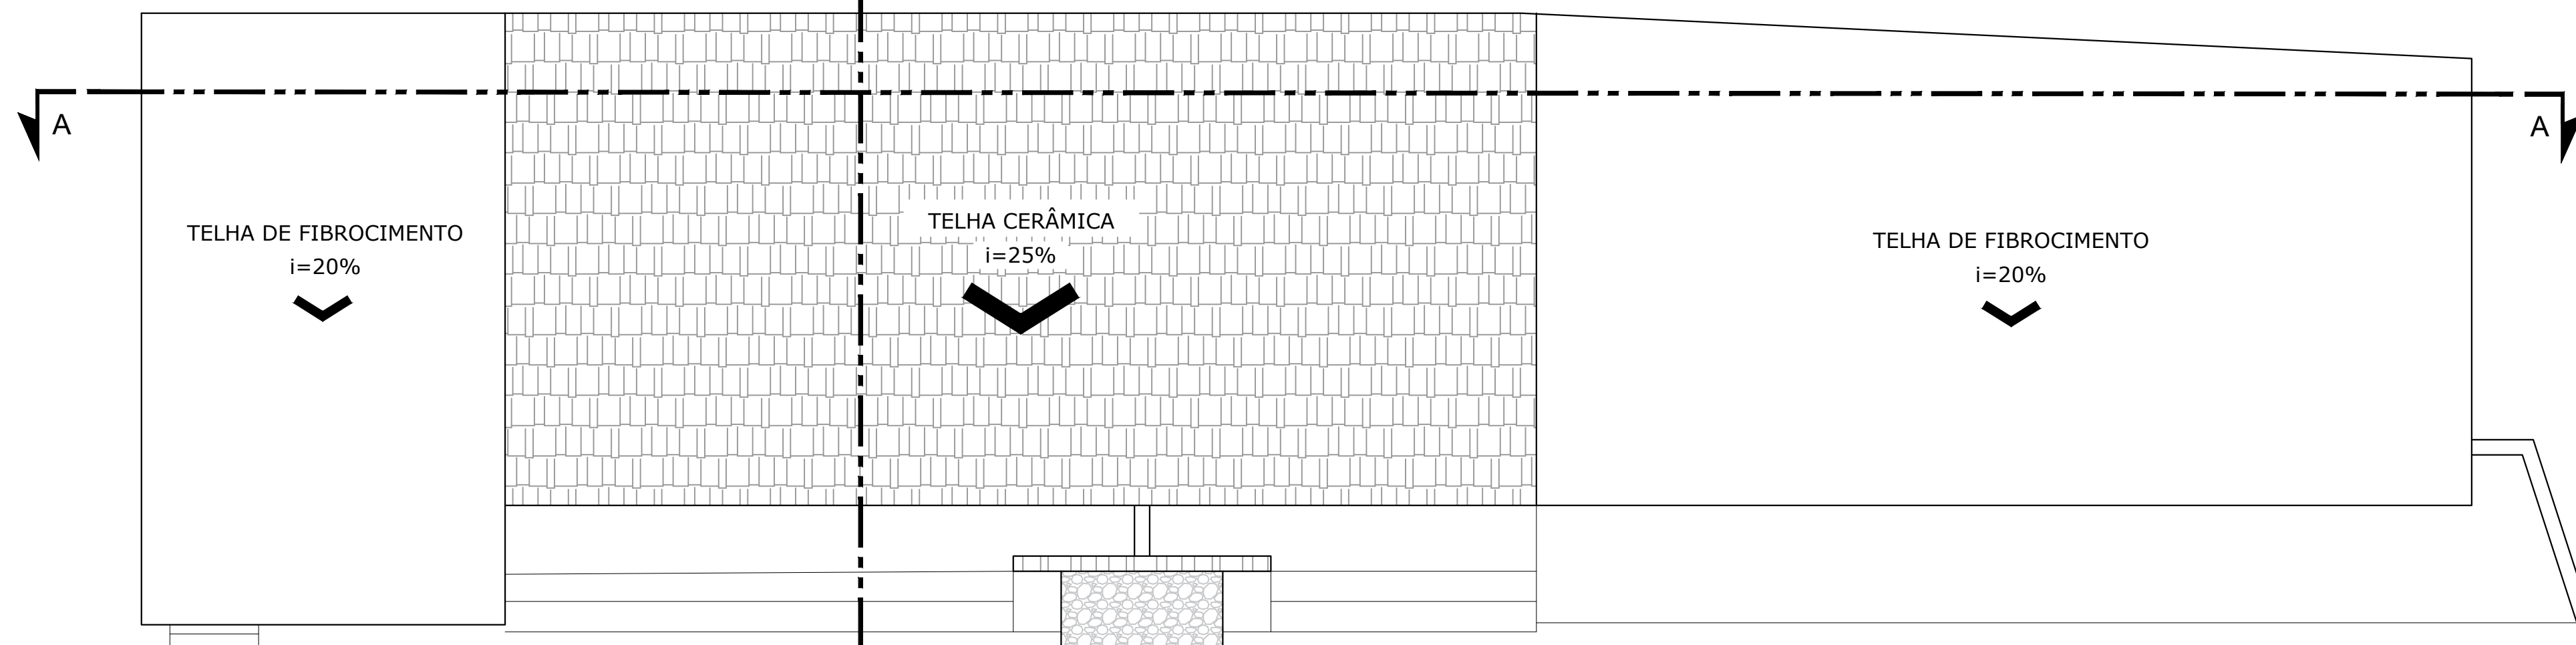 A
A
TELHA DE FIBROCIMENTO
i=20%
TELHA CERÂMICA
i=25%
TELHA DE FIBROCIMENTO
i=20%